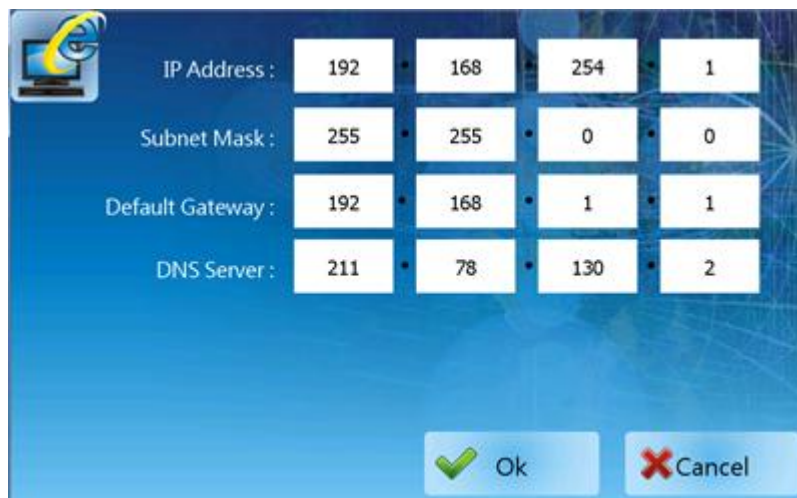 IP Address : 192 . 168 . 254 . 1
Subnet Mask : 255 . 255 . 0 . 0
Default Gateway : 192 . 168 . 1 . 1
DNS Server : 211 . 78 . 130 . 2
Ok Cancel